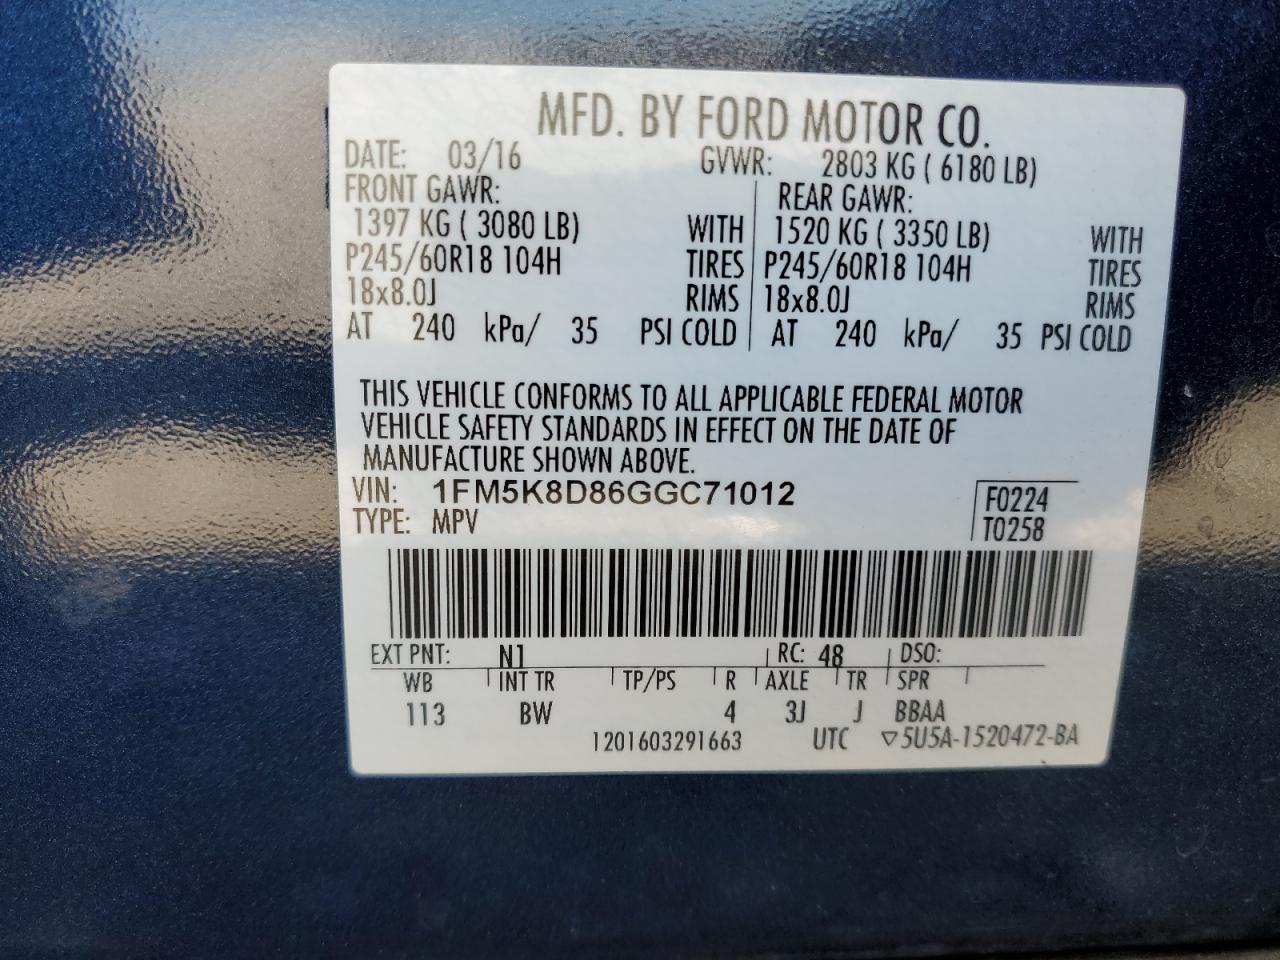 MFD. BY FORD MOTOR CO.
DATE: 03/16 GVWR: 2803 KG ( 6180 LB)
FRONT GAWR: REAR GAWR:
1397 KG ( 3080 LB) WITH 1520 KG ( 3350 LB) WITH
P245/60R18 104H TIRES P245/60R18 104H TIRES
18x8.0J RIMS 18x8.0J RIMS
AT 240 kPa/ 35 PSI COLD AT 240 kPa/ 35 PSI COLD
THIS VEHICLE CONFORMS TO ALL APPLICABLE FEDERAL MOTOR
VEHICLE SAFETY STANDARDS IN EFFECT ON THE DATE OF
MANUFACTURE SHOWN ABOVE.
VIN: 1FM5K8D86GGC71012 F0224
TYPE: MPV T0258
EXT PNT: N1 RC: 48 DSO:
WB INT TR TP/PS R AXLE TR SPR
113 BW 4 3J J BBAA
1201603291663 UTC ▽5U5A-1520472-BA